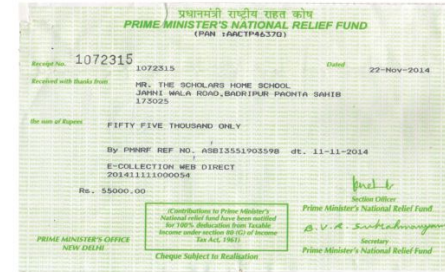 प्रधानमंत्री राष्ट्रीय राहत कोष
PRIME MINISTER'S NATIONAL RELIEF FUND
(PAN :AACTP4637Q)
Receipt No. 1072315
1072315
Dated 22-Nov-2014
Received with thanks from MR. THE SCHOLARS HOME SCHOOL
JAMNI WALA ROAD,BADRIPUR PAONTA SAHIB
173025
the sum of Rupees FIFTY FIVE THOUSAND ONLY
By PMNRF REF NO. ASBI3551903598 dt. 11-11-2014
E-COLLECTION WEB DIRECT
201411111000054
Rs. 55000.00
Section Officer
Prime Minister's National Relief Fund
(Contributions to Prime Minister's
National relief Fund have been notified
for 100% deduction from Taxable
Income under section 80 (G) of Income
Tax Act, 1961)
B.V.R. Subrahmanyam
Secretary
Prime Minister's National Relief Fund
PRIME MINISTER'S OFFICE
NEW DELHI
Cheque Subject to Realisation